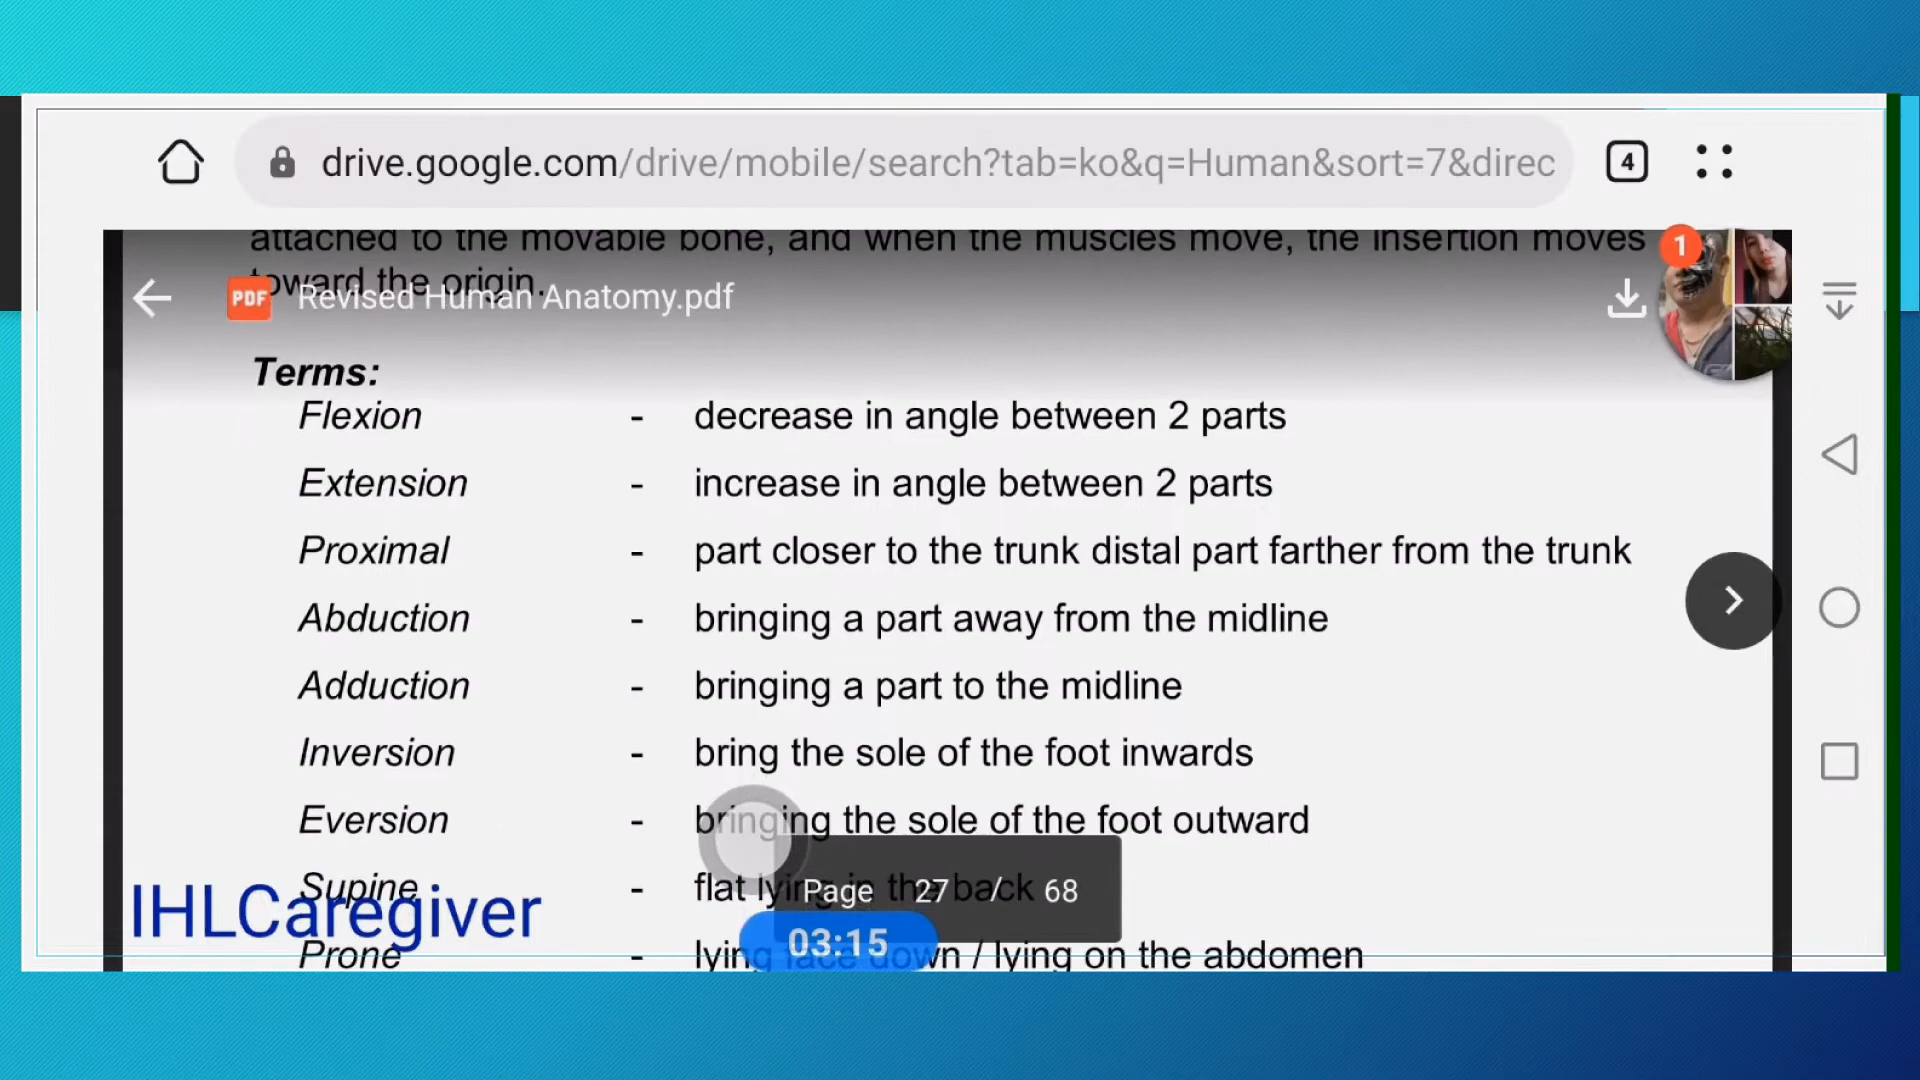 drive.google.com/drive/mobile/search?tab=ko&q=Human&sort=7&direc
4
attached to the movable bone, and when the muscles move, the insertion moves
toward the origin.
1
PDF Revised Human Anatomy.pdf
Terms:
Flexion - decrease in angle between 2 parts
Extension - increase in angle between 2 parts
Proximal - part closer to the trunk distal part farther from the trunk
Abduction - bringing a part away from the midline
Adduction - bringing a part to the midline
Inversion - bring the sole of the foot inwards
Eversion - bringing the sole of the foot outward
Supine - flat lying in the back
Page 27 / 68
IHLCaregiver
03:15
Prone - lying face down / lying on the abdomen